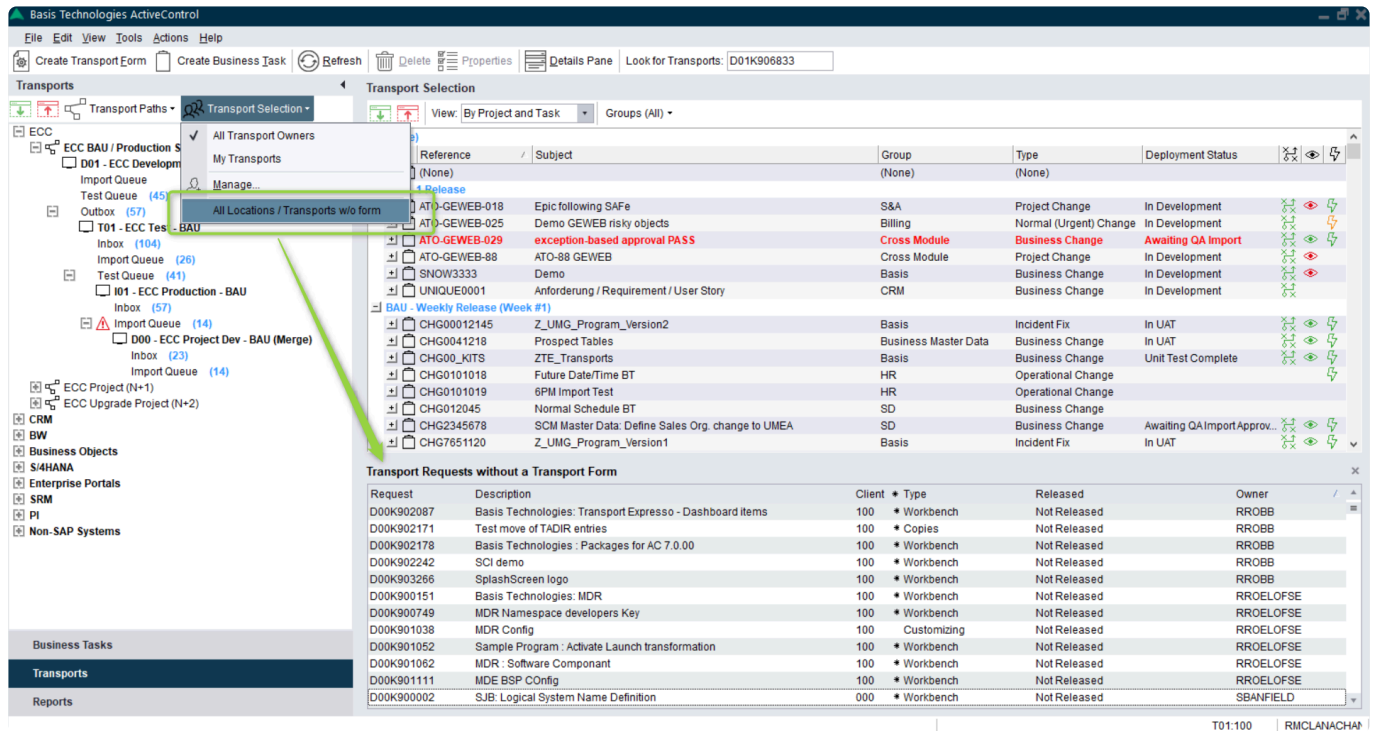 Basis Technologies ActiveControl
File Edit View Tools Actions Help
Create Transport Form Create Business Task Refresh Delete Properties Details Pane Look for Transports: D01K906833
Transports
Transport Paths Transport Selection
ECC
ECC BAU / Production S
D01 - ECC Developm
Import Queue
Test Queue (45)
Outbox (57)
T01 - ECC Test - BAU
Inbox (104)
Import Queue (26)
Test Queue (41)
I01 - ECC Production - BAU
Inbox (57)
Import Queue (14)
D00 - ECC Project Dev - BAU (Merge)
Inbox (23)
Import Queue (14)
ECC Project (N+1)
ECC Upgrade Project (N+2)
CRM
BW
Business Objects
S/4HANA
Enterprise Portals
SRM
PI
Non-SAP Systems
Business Tasks
Transports
Reports
All Transport Owners
My Transports
Manage...
All Locations / Transports w/o form
Transport Selection
View: By Project and Task Groups (All)
Reference / Subject Group Type Deployment Status
(None) (None) (None)
1 Release
ATO-GEWEB-018 Epic following SAFe S&A Project Change In Development
ATO-GEWEB-025 Demo GEWEB risky objects Billing Normal (Urgent) Change In Development
ATO-GEWEB-029 exception-based approval PASS Cross Module Business Change Awaiting QA Import
ATO-GEWEB-88 ATO-88 GEWEB Cross Module Project Change In Development
SNOW3333 Demo Basis Business Change In Development
UNIQUE0001 Anforderung / Requirement / User Story CRM Business Change In Development
BAU - Weekly Release (Week #1)
CHG00012145 Z_UMG_Program_Version2 Basis Incident Fix In UAT
CHG0041218 Prospect Tables Business Master Data Business Change In UAT
CHG00_KITS ZTE_Transports Basis Business Change Unit Test Complete
CHG0101018 Future Date/Time BT HR Operational Change
CHG0101019 6PM Import Test HR Operational Change
CHG012045 Normal Schedule BT SD Business Change
CHG2345678 SCM Master Data: Define Sales Org. change to UMEA SD Business Change Awaiting QA Import Approv...
CHG7651120 Z_UMG_Program_Version1 Basis Incident Fix In UAT
Transport Requests without a Transport Form
Request Description Client * Type Released Owner /
D00K902087 Basis Technologies: Transport Expresso - Dashboard items 100 * Workbench Not Released RROBB
D00K902171 Test move of TADIR entries 100 * Copies Not Released RROBB
D00K902178 Basis Technologies : Packages for AC 7.0.00 100 * Workbench Not Released RROBB
D00K902242 SCI demo 100 * Workbench Not Released RROBB
D00K903266 SplashScreen logo 100 * Workbench Not Released RROBB
D00K900151 Basis Technologies: MDR 100 * Workbench Not Released RROELOFSE
D00K900749 MDR Namespace developers Key 100 * Workbench Not Released RROELOFSE
D00K901038 MDR Config 100 Customizing Not Released RROELOFSE
D00K901052 Sample Program : Activate Launch transformation 100 * Workbench Not Released RROELOFSE
D00K901062 MDR : Software Componant 100 * Workbench Not Released RROELOFSE
D00K901111 MDE BSP COnfig 100 * Workbench Not Released RROELOFSE
D00K900002 SJB: Logical System Name Definition 000 * Workbench Not Released SBANFIELD
T01:100 RMCLANACHAN